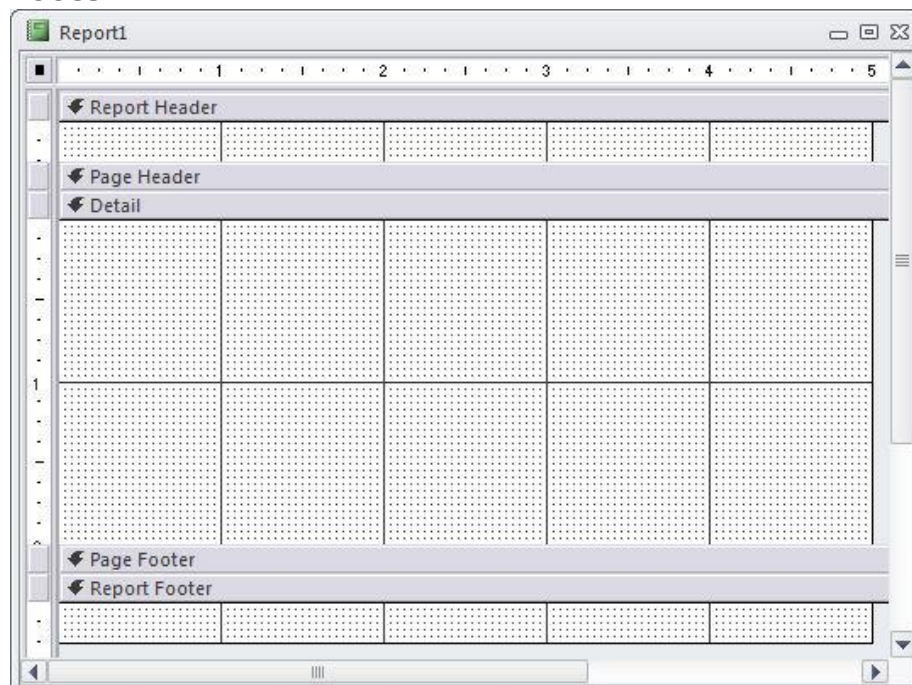 Report1
1 2 3 4 5
Report Header
Page Header
Detail
1
Page Footer
Report Footer